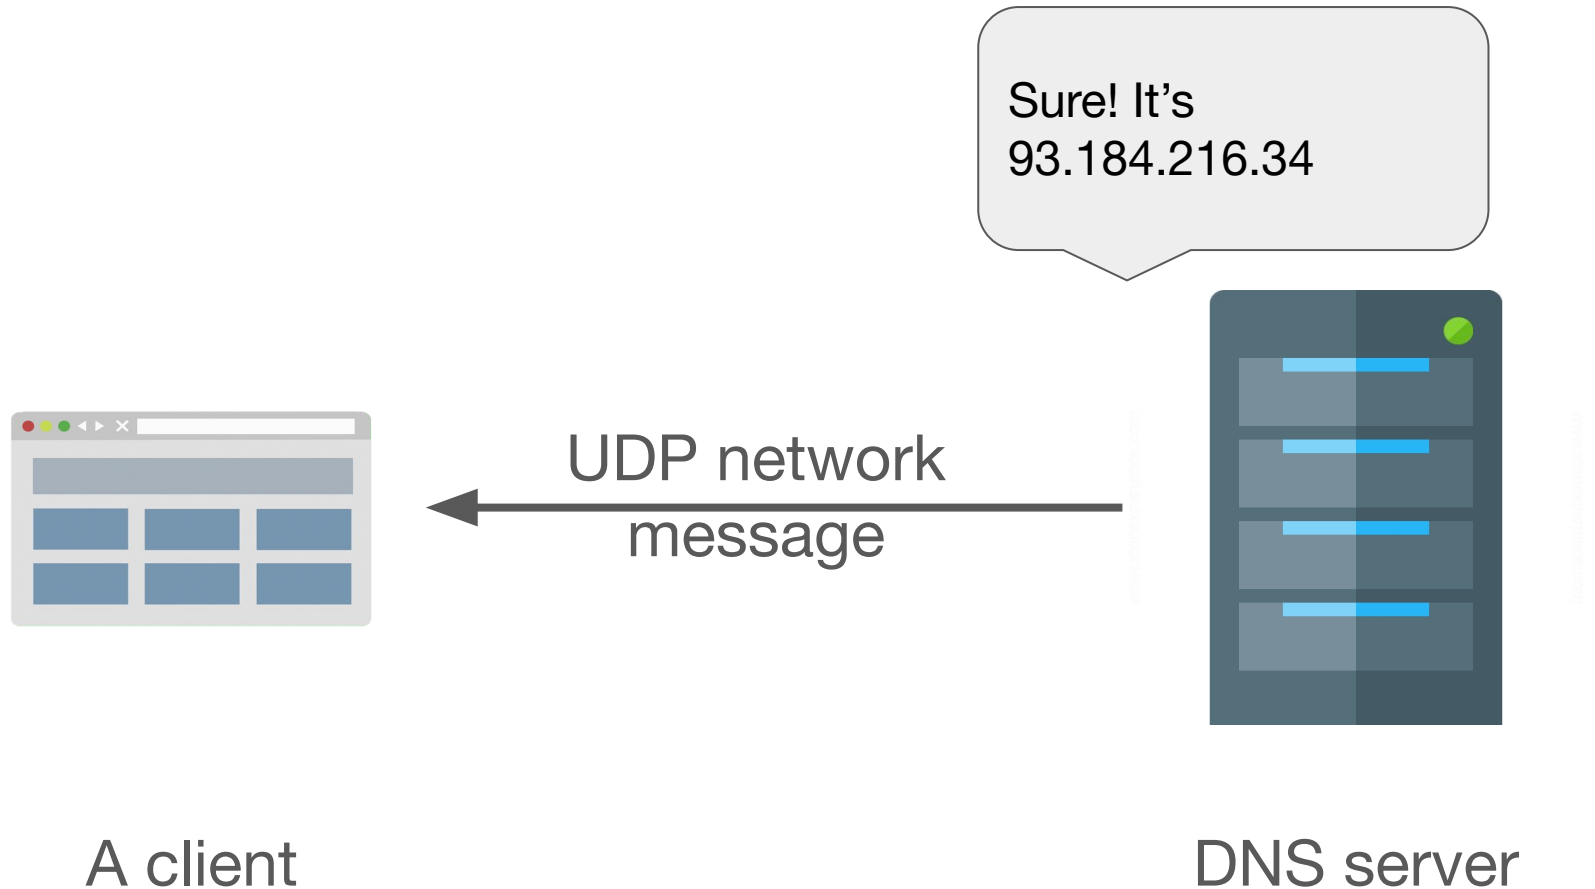 Sure! It’s
93.184.216.34
UDP network
message
A client
DNS server